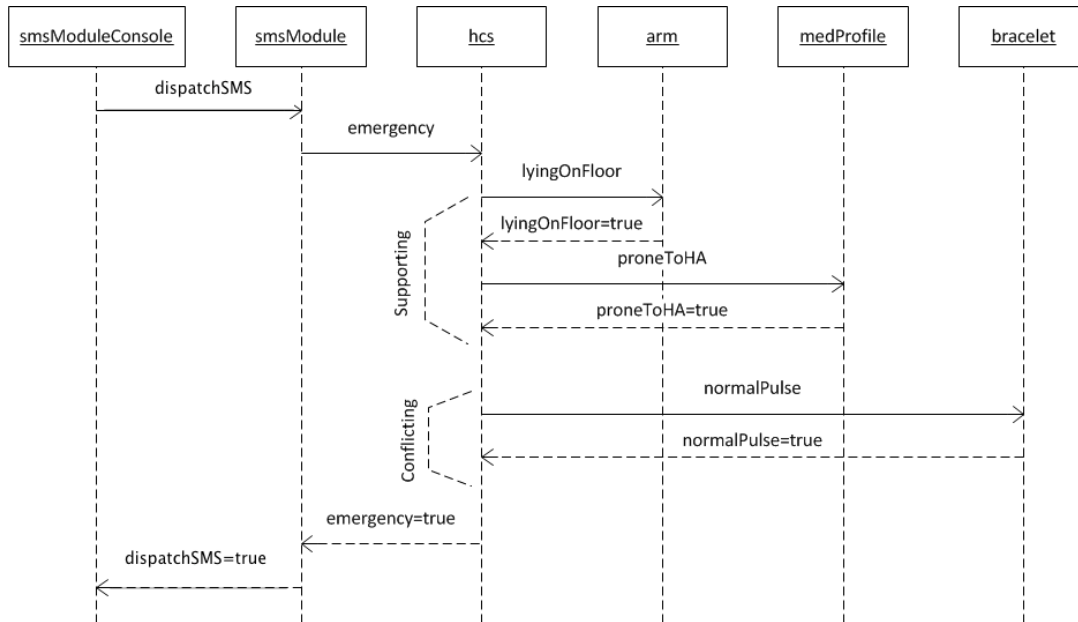 smsModuleConsole
smsModule
hcs
arm
medProfile
bracelet
dispatchSMS
emergency
lyingOnFloor
lyingOnFloor=true
proneToHA
proneToHA=true
Supporting
normalPulse
normalPulse=true
Conflicting
emergency=true
dispatchSMS=true